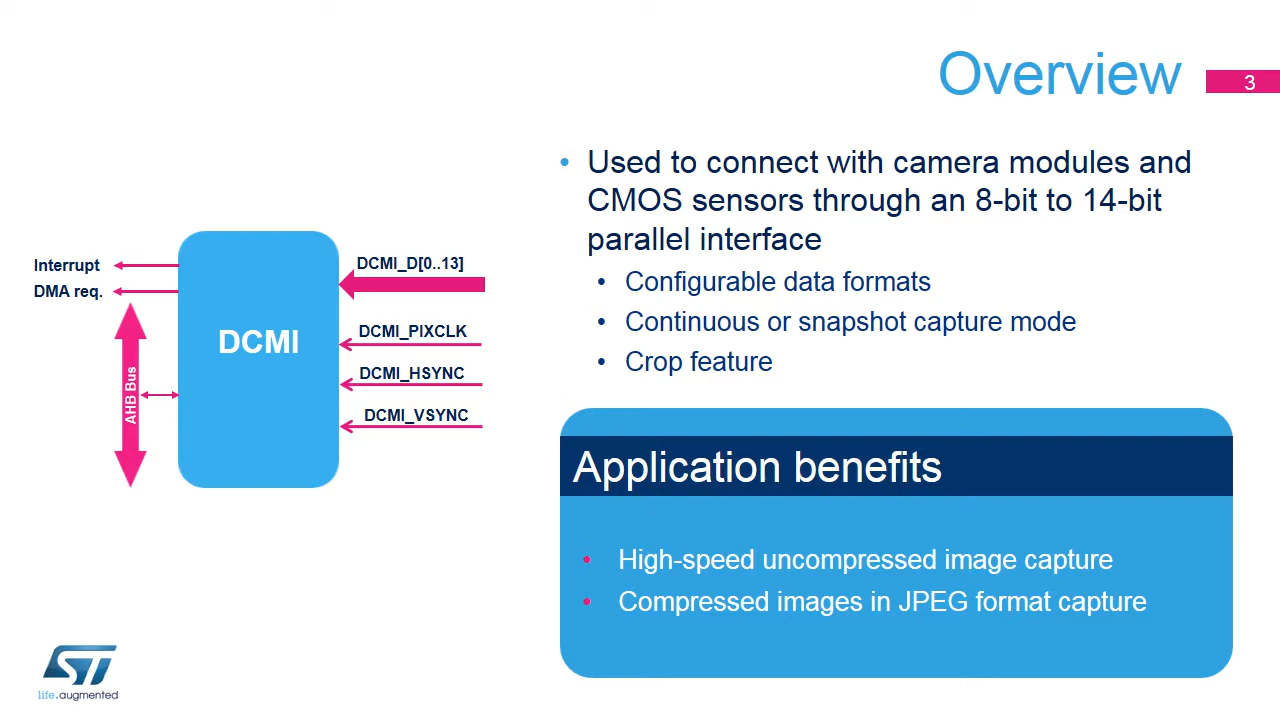 Overview
3
• Used to connect with camera modules and
CMOS sensors through an 8-bit to 14-bit
parallel interface
• Configurable data formats
• Continuous or snapshot capture mode
• Crop feature
Interrupt
DMA req.
AHB Bus
DCMI
DCMI_D[0..13]
DCMI_PIXCLK
DCMI_HSYNC
DCMI_VSYNC
Application benefits
• High-speed uncompressed image capture
• Compressed images in JPEG format capture
ST
life.augmented